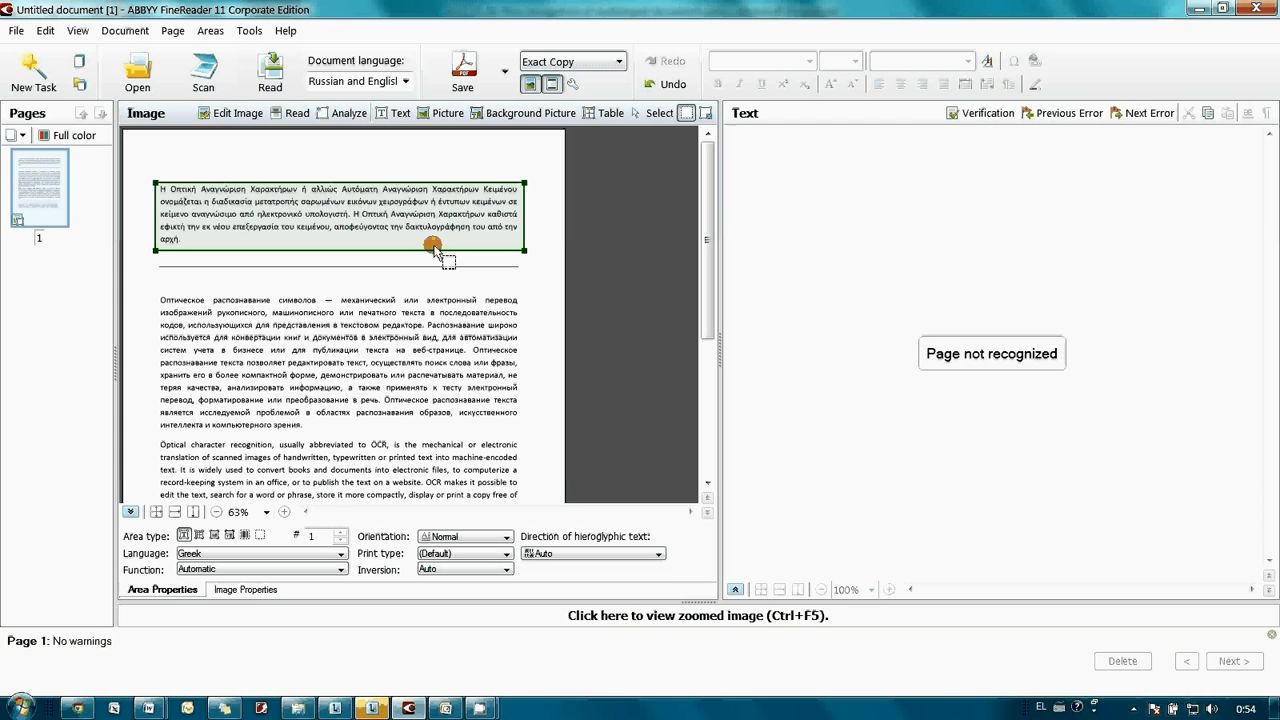 Untitled document [1] - ABBYY FineReader 11 Corporate Edition
File Edit View Document Page Areas Tools Help
New Task
Open
Scan
Read
Document language:
Russian and English
Save
Exact Copy
Redo
Undo
Pages
Full color
1
Image Edit Image Read Analyze Text Picture Background Picture Table Select
Η Οπτική Αναγνώριση Χαρακτήρων ή αλλιώς Αυτόματη Αναγνώριση Χαρακτήρων Κειμένου
ονομάζεται η διαδικασία μετατροπής σαρωμένων εικόνων χειρογράφων ή έντυπων κειμένων σε
κείμενο αναγνώσιμο από ηλεκτρονικό υπολογιστή. Η Οπτική Αναγνώριση Χαρακτήρων καθιστά
εφικτή την εκ νέου επεξεργασία του κειμένου, αποφεύγοντας την δακτυλογράφηση του από την
αρχή.
Оптическое распознавание символов — механический или электронный перевод
изображений рукописного, машинописного или печатного текста в последовательность
кодов, использующихся для представления в текстовом редакторе. Распознавание широко
используется для конвертации книг и документов в электронный вид, для автоматизации
систем учета в бизнесе или для публикации текста на веб-странице. Оптическое
распознавание текста позволяет редактировать текст, осуществлять поиск слова или фразы,
хранить его в более компактной форме, демонстрировать или распечатывать материал, не
теряя качества, анализировать информацию, а также применять к тесту электронный
перевод, форматирование или преобразование в речь. Оптическое распознавание текста
является исследуемой проблемой в областях распознавания образов, искусственного
интеллекта и компьютерного зрения.
Optical character recognition, usually abbreviated to OCR, is the mechanical or electronic
translation of scanned images of handwritten, typewritten or printed text into machine-encoded
text. It is widely used to convert books and documents into electronic files, to computerize a
record-keeping system in an office, or to publish the text on a website. OCR makes it possible to
edit the text, search for a word or phrase, store it more compactly, display or print a copy free of
63%
Area type: # 1 Orientation: Normal Direction of hieroglyphic text:
Language: Greek Print type: (Default) Auto
Function: Automatic Inversion: Auto
Area Properties Image Properties
Text Verification Previous Error Next Error
Page not recognized
100%
Click here to view zoomed image (Ctrl+F5).
Page 1: No warnings
Delete < Next >
EL 0:54